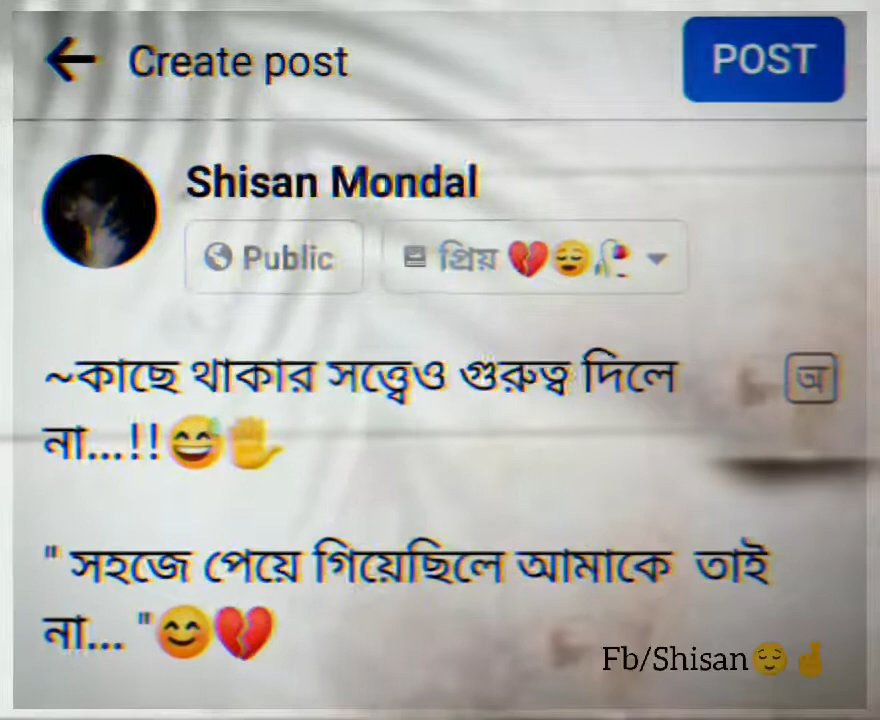 Create post
POST
Shisan Mondal
Public
প্রিয় 💔😌🥀
~কাছে থাকার সত্ত্বেও গুরুত্ব দিলে
অ
না...!!😅✋
" সহজে পেয়ে গিয়েছিলে আমাকে তাই
না... "😊💔
Fb/Shisan😌🤞